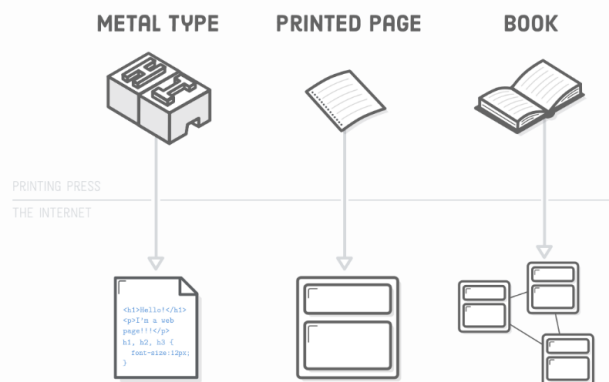 METAL TYPE
PRINTED PAGE
BOOK
HI
PRINTING PRESS
THE INTERNET
<h1>Hello!</h1>
<p>I'm a web
page!!!</p>
h1, h2, h3 {
font-size:12px;
}